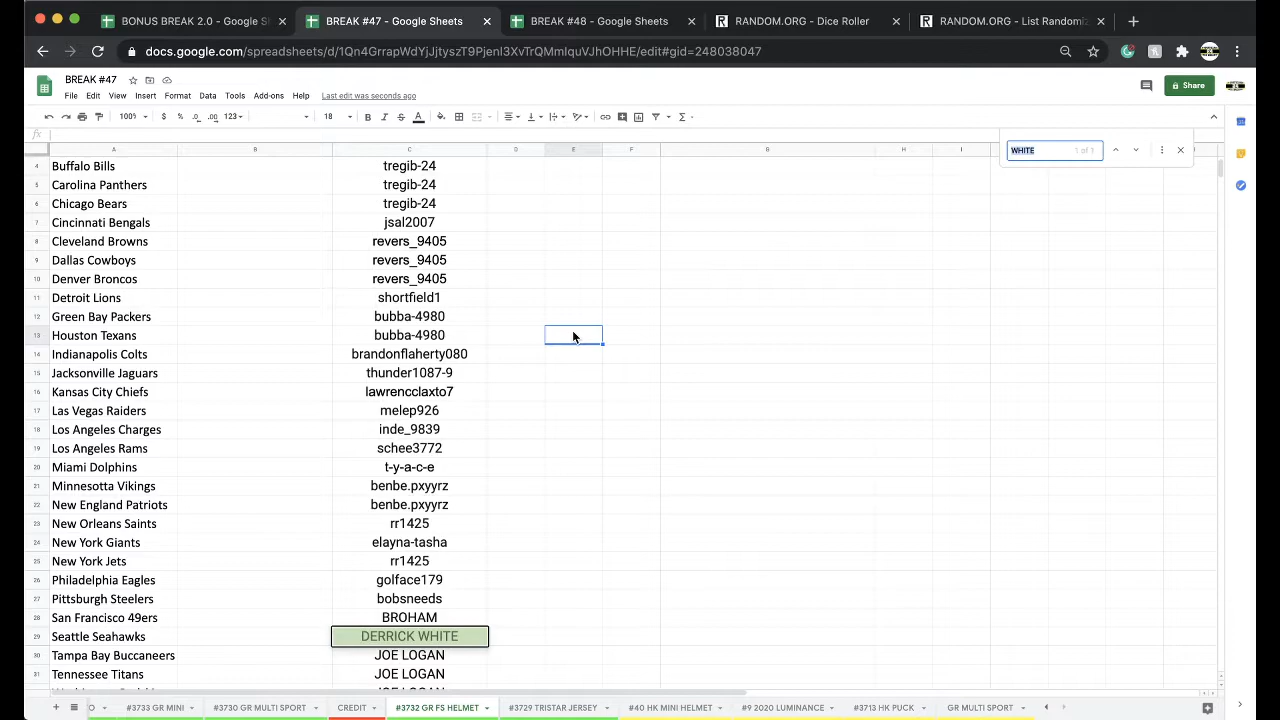 BONUS BREAK 2.0 - Google S
BREAK #47 - Google Sheets
BREAK #48 - Google Sheets
RANDOM.ORG - Dice Roller
RANDOM.ORG - List Randomiz
docs.google.com/spreadsheets/d/1Qn4GrrapWdYjJjtyszT9PjenI3XvTrQMmIquVJhOHHE/edit#gid=248038047
BREAK #47
File Edit View Insert Format Data Tools Add-ons Help Last edit was seconds ago
Share
100% $ % .0 .00 123 18 B I S A
fx
WHITE 1 of 1
A B C D E F G H I
4 Buffalo Bills tregib-24
5 Carolina Panthers tregib-24
6 Chicago Bears tregib-24
7 Cincinnati Bengals jsal2007
8 Cleveland Browns revers_9405
9 Dallas Cowboys revers_9405
10 Denver Broncos revers_9405
11 Detroit Lions shortfield1
12 Green Bay Packers bubba-4980
13 Houston Texans bubba-4980
14 Indianapolis Colts brandonflaherty080
15 Jacksonville Jaguars thunder1087-9
16 Kansas City Chiefs lawrencclaxto7
17 Las Vegas Raiders melep926
18 Los Angeles Charges inde_9839
19 Los Angeles Rams schee3772
20 Miami Dolphins t-y-a-c-e
21 Minnesotta Vikings benbe.pxyyrz
22 New England Patriots benbe.pxyyrz
23 New Orleans Saints rr1425
24 New York Giants elayna-tasha
25 New York Jets rr1425
26 Philadelphia Eagles golface179
27 Pittsburgh Steelers bobsneeds
28 San Francisco 49ers BROHAM
29 Seattle Seahawks DERRICK WHITE
30 Tampa Bay Buccaneers JOE LOGAN
31 Tennessee Titans JOE LOGAN
JOE LOGAN
O #3733 GR MINI #3730 GR MULTI SPORT CREDIT #3732 GR FS HELMET #3729 TRISTAR JERSEY #40 HK MINI HELMET #9 2020 LUMINANCE #3713 HK PUCK GR MULTI SPORT